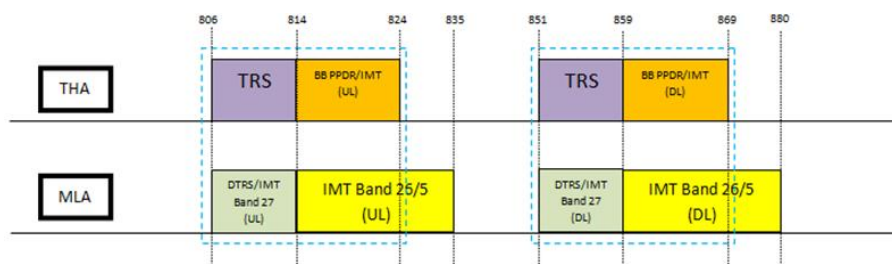 806 814 824 835 851 859 869 880
THA
TRS
BB PPDR/IMT
(UL)
TRS
BB PPDR/IMT
(DL)
MLA
DTRS/IMT
Band 27
(UL)
IMT Band 26/5
(UL)
DTRS/IMT
Band 27
(DL)
IMT Band 26/5
(DL)